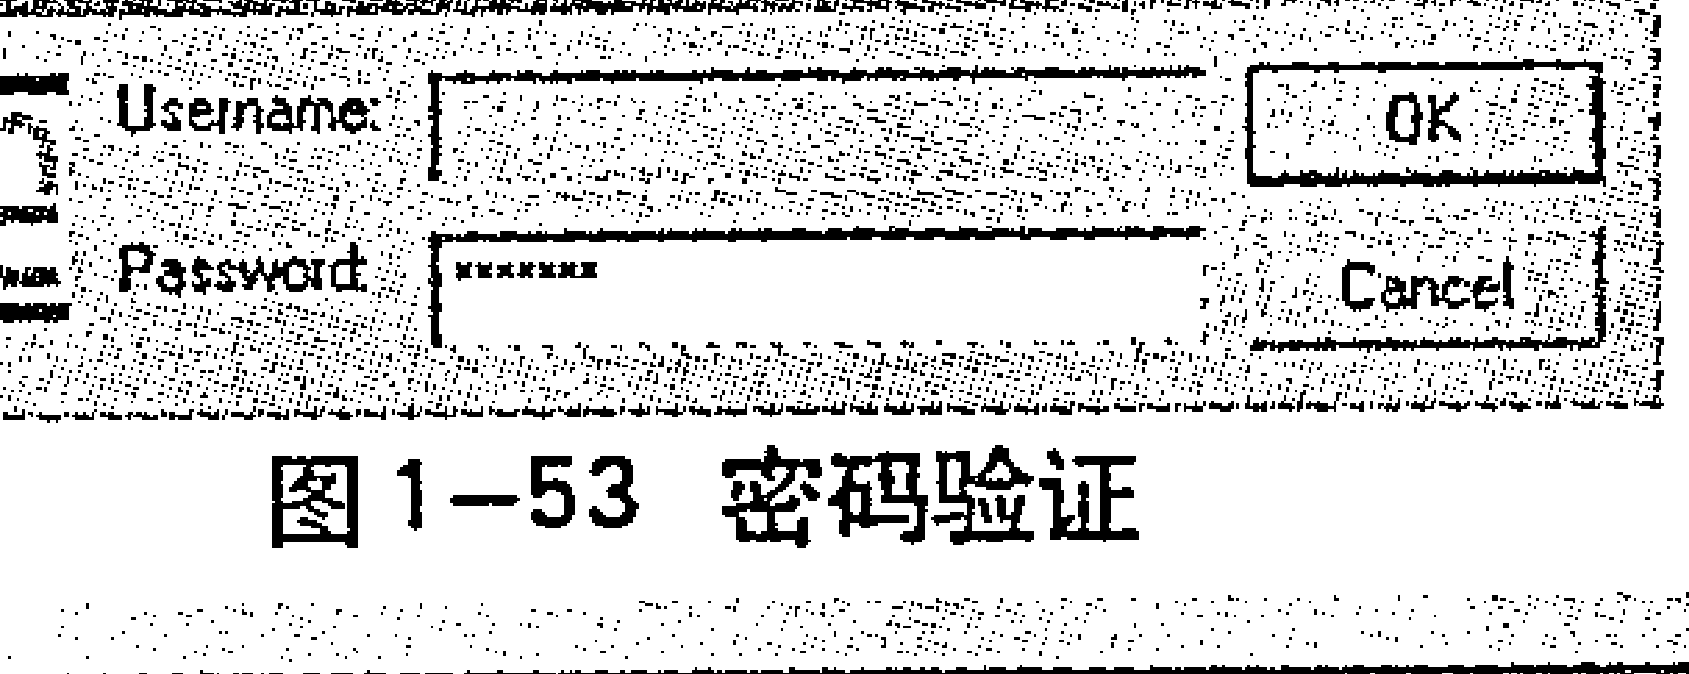 Username: OK
Password: ******* Cancel
图 1-53 密码验证